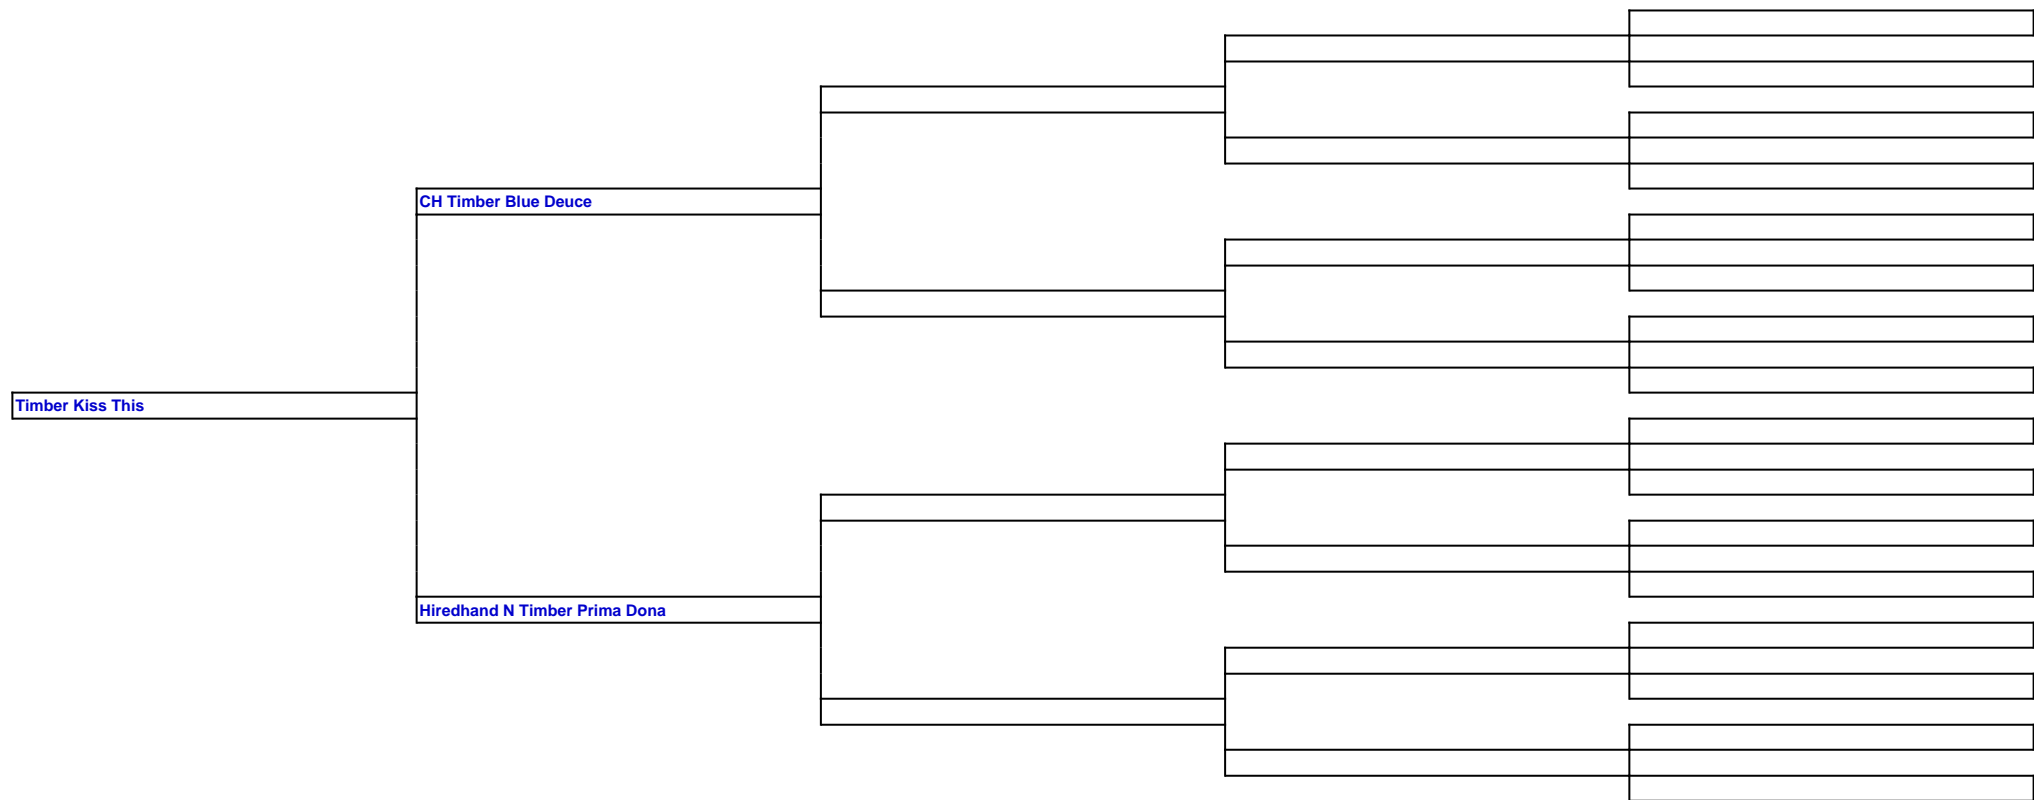 CH Timber Blue Deuce
Timber Kiss This
Hiredhand N Timber Prima Dona